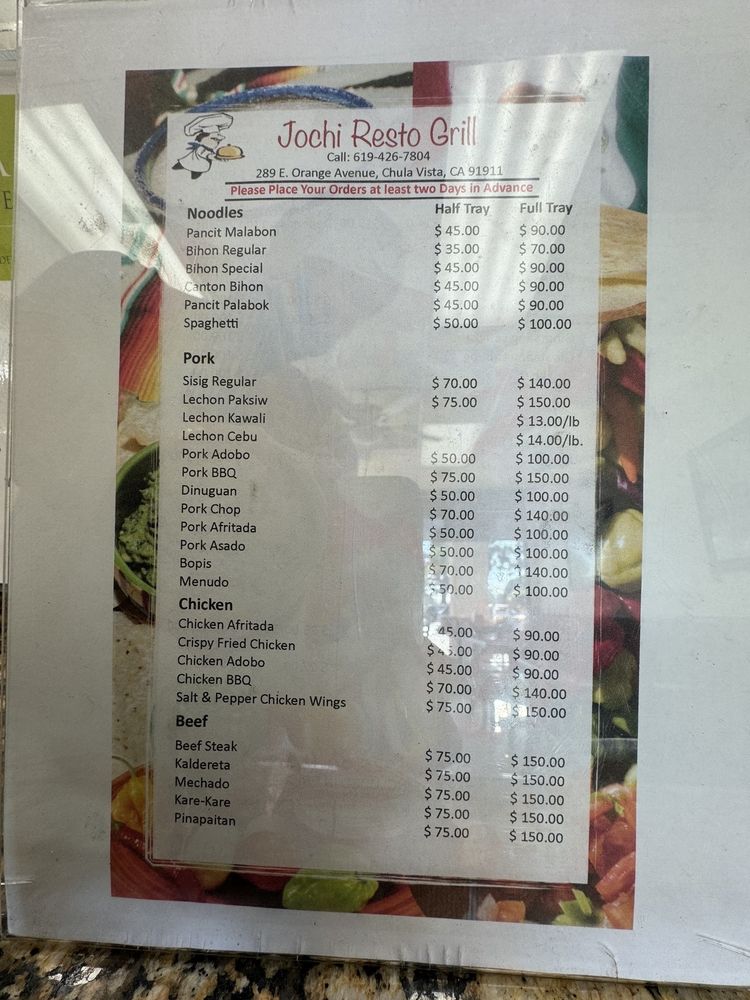 Jochi Resto Grill
Call: 619-426-7804
289 E. Orange Avenue, Chula Vista, CA 91911
Please Place Your Orders at least two Days in Advance
Noodles Half Tray Full Tray
Pancit Malabon $ 45.00 $ 90.00
Bihon Regular $ 35.00 $ 70.00
Bihon Special $ 45.00 $ 90.00
Canton Bihon $ 45.00 $ 90.00
Pancit Palabok $ 45.00 $ 90.00
Spaghetti $ 50.00 $ 100.00
Pork
Sisig Regular $ 70.00 $ 140.00
Lechon Paksiw $ 75.00 $ 150.00
Lechon Kawali $ 13.00/lb
Lechon Cebu $ 14.00/lb.
Pork Adobo $ 50.00 $ 100.00
Pork BBQ $ 75.00 $ 150.00
Dinuguan $ 50.00 $ 100.00
Pork Chop $ 70.00 $ 140.00
Pork Afritada $ 50.00 $ 100.00
Pork Asado $ 50.00 $ 100.00
Bopis $ 70.00 $ 140.00
Menudo $ 50.00 $ 100.00
Chicken
Chicken Afritada $ 45.00 $ 90.00
Crispy Fried Chicken $ 45.00 $ 90.00
Chicken Adobo $ 45.00 $ 90.00
Chicken BBQ $ 70.00 $ 140.00
Salt & Pepper Chicken Wings $ 75.00 $ 150.00
Beef
Beef Steak $ 75.00 $ 150.00
Kaldereta $ 75.00 $ 150.00
Mechado $ 75.00 $ 150.00
Kare-Kare $ 75.00 $ 150.00
Pinapaitan $ 75.00 $ 150.00